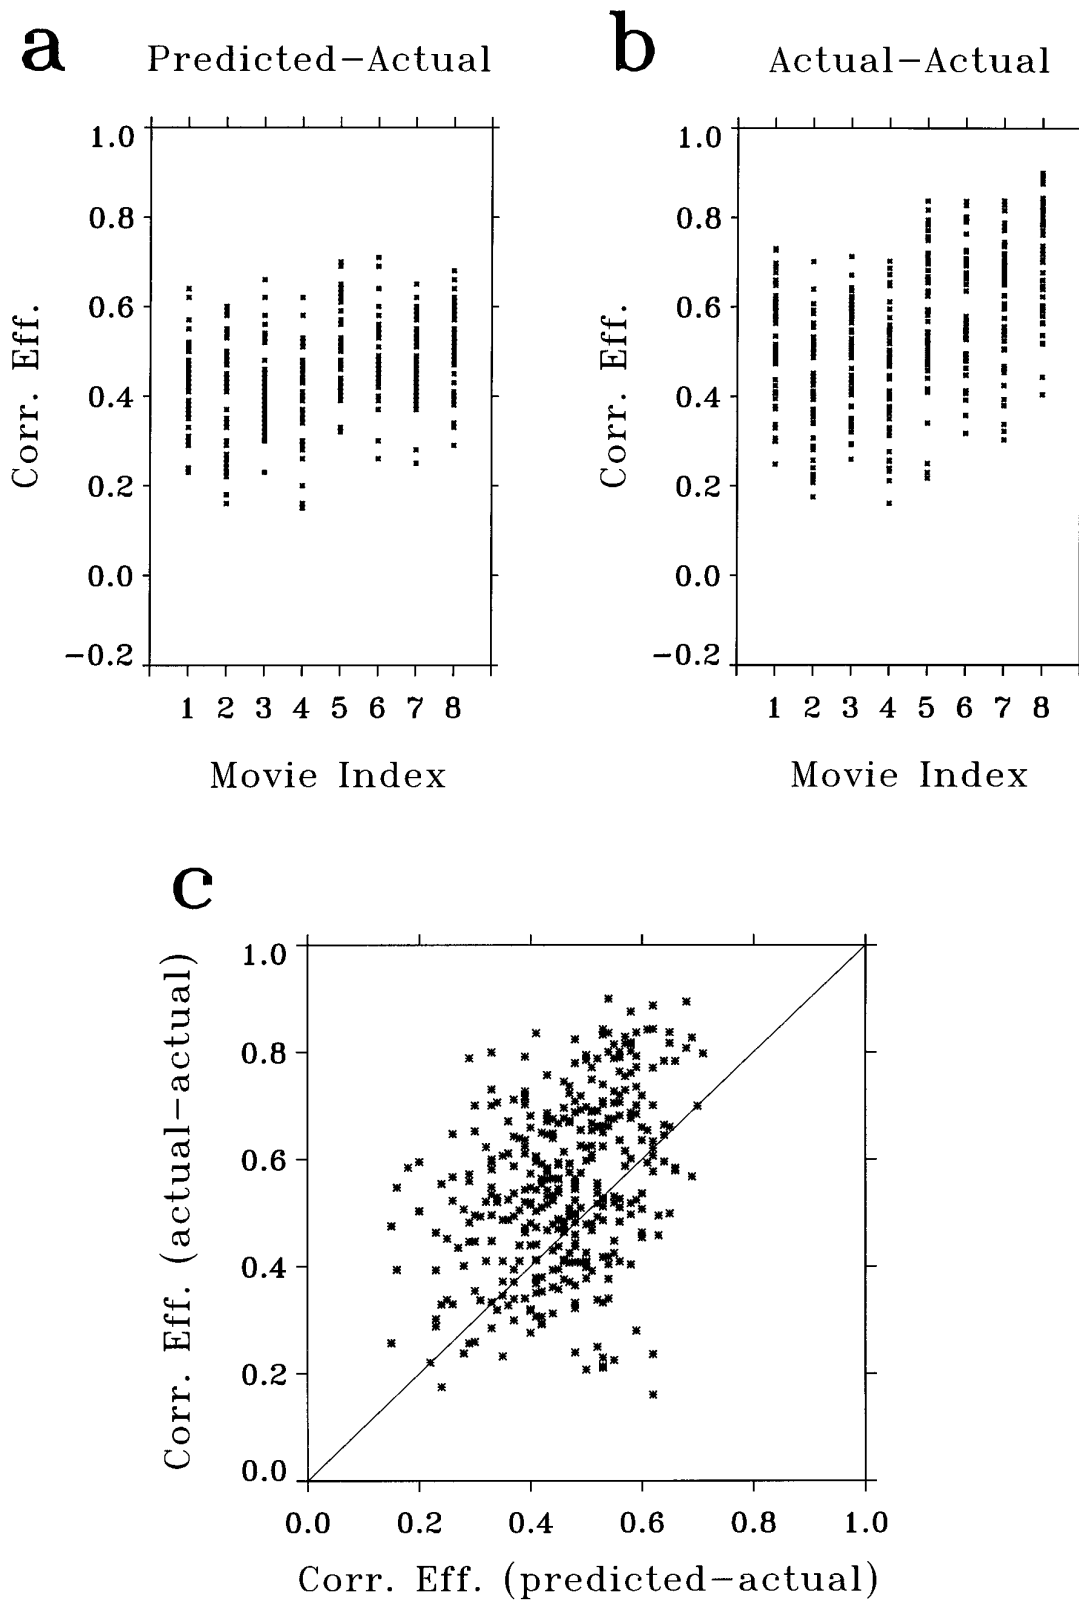 a Predicted−Actual
1.0
0.8
0.6
0.4
0.2
0.0
−0.2
Corr. Eff.
1 2 3 4 5 6 7 8
Movie Index
b Actual−Actual
1.0
0.8
0.6
0.4
0.2
0.0
−0.2
Corr. Eff.
1 2 3 4 5 6 7 8
Movie Index
c
1.0
0.8
0.6
0.4
0.2
0.0
Corr. Eff. (actual−actual)
0.0 0.2 0.4 0.6 0.8 1.0
Corr. Eff. (predicted−actual)